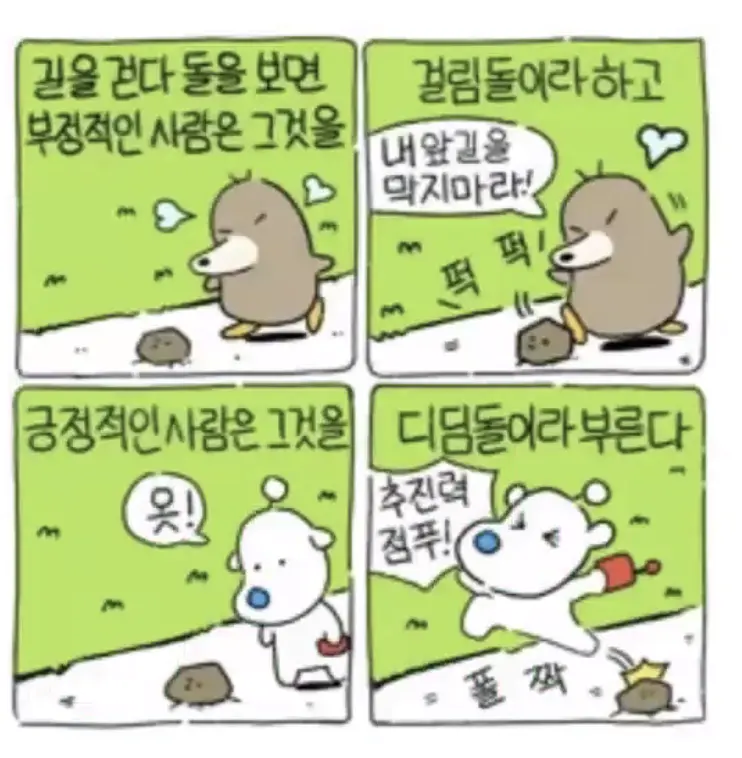 길을 걷다 돌을 보면
부정적인 사람은 그것을
걸림돌이라 하고
내 앞길을
막지마라!
퍽 퍽
긍정적인 사람은 그것을
옷!
디딤돌이라 부른다
추진력
점푸!
폴짝